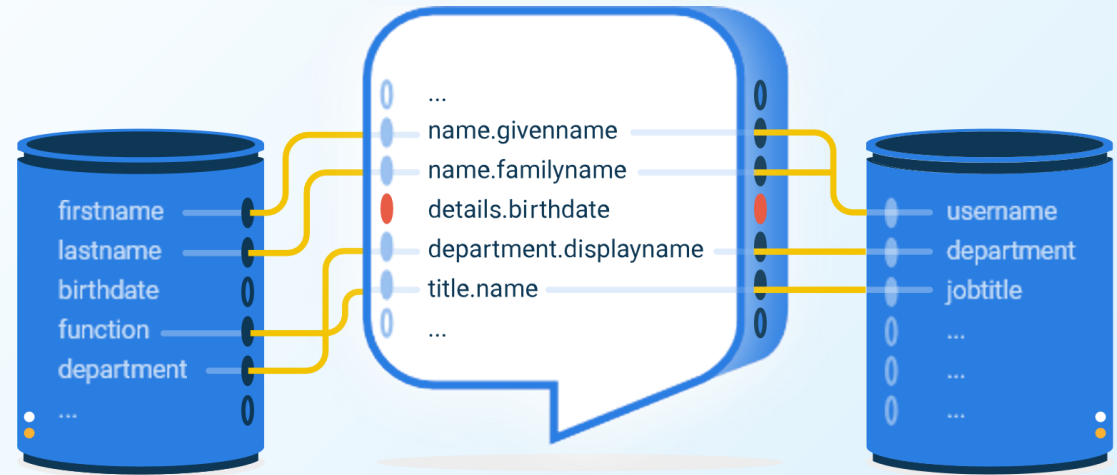 firstname
lastname
birthdate
function
department
...
...
name.givenname
name.familyname
details.birthdate
department.displayname
title.name
...
username
department
jobtitle
...
...
...